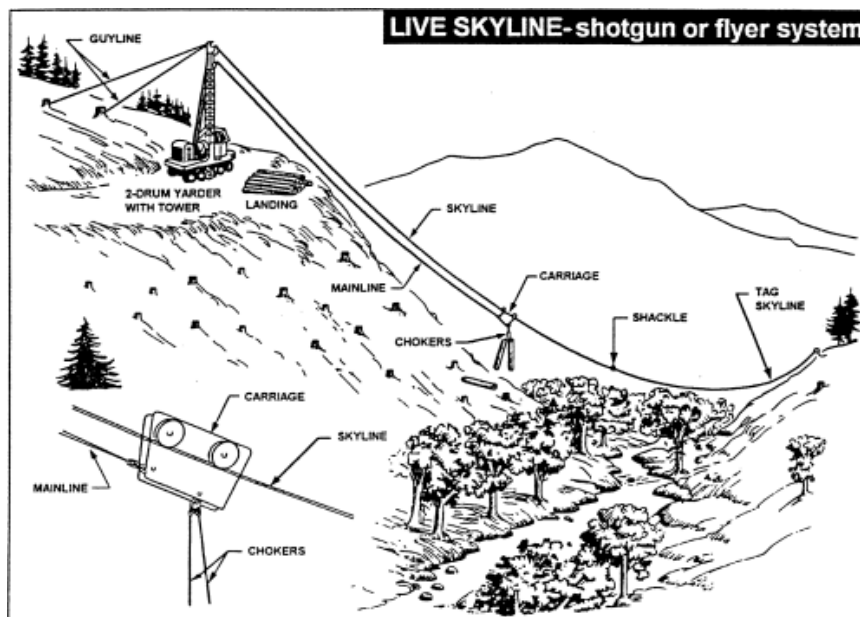 LIVE SKYLINE-shotgun or flyer system
GUYLINE
2-DRUM YARDER
WITH TOWER
LANDING
SKYLINE
MAINLINE
CARRIAGE
CHOKERS
SHACKLE
TAG
SKYLINE
CARRIAGE
SKYLINE
MAINLINE
CHOKERS